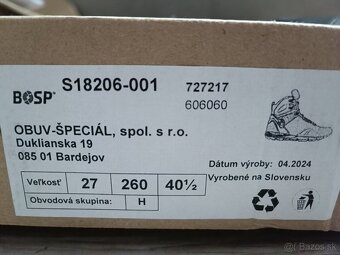 S18206-001
727217
BOSP
606060
OBUV-ŠPECIÁL, spol. s r.o.
Duklianska 19
085 01 Bardejov
Dátum výroby: 04.2024
Vyrobené na Slovensku
Veľkosť 27 260 40½
Obvodová skupina: H
Bazos.sk